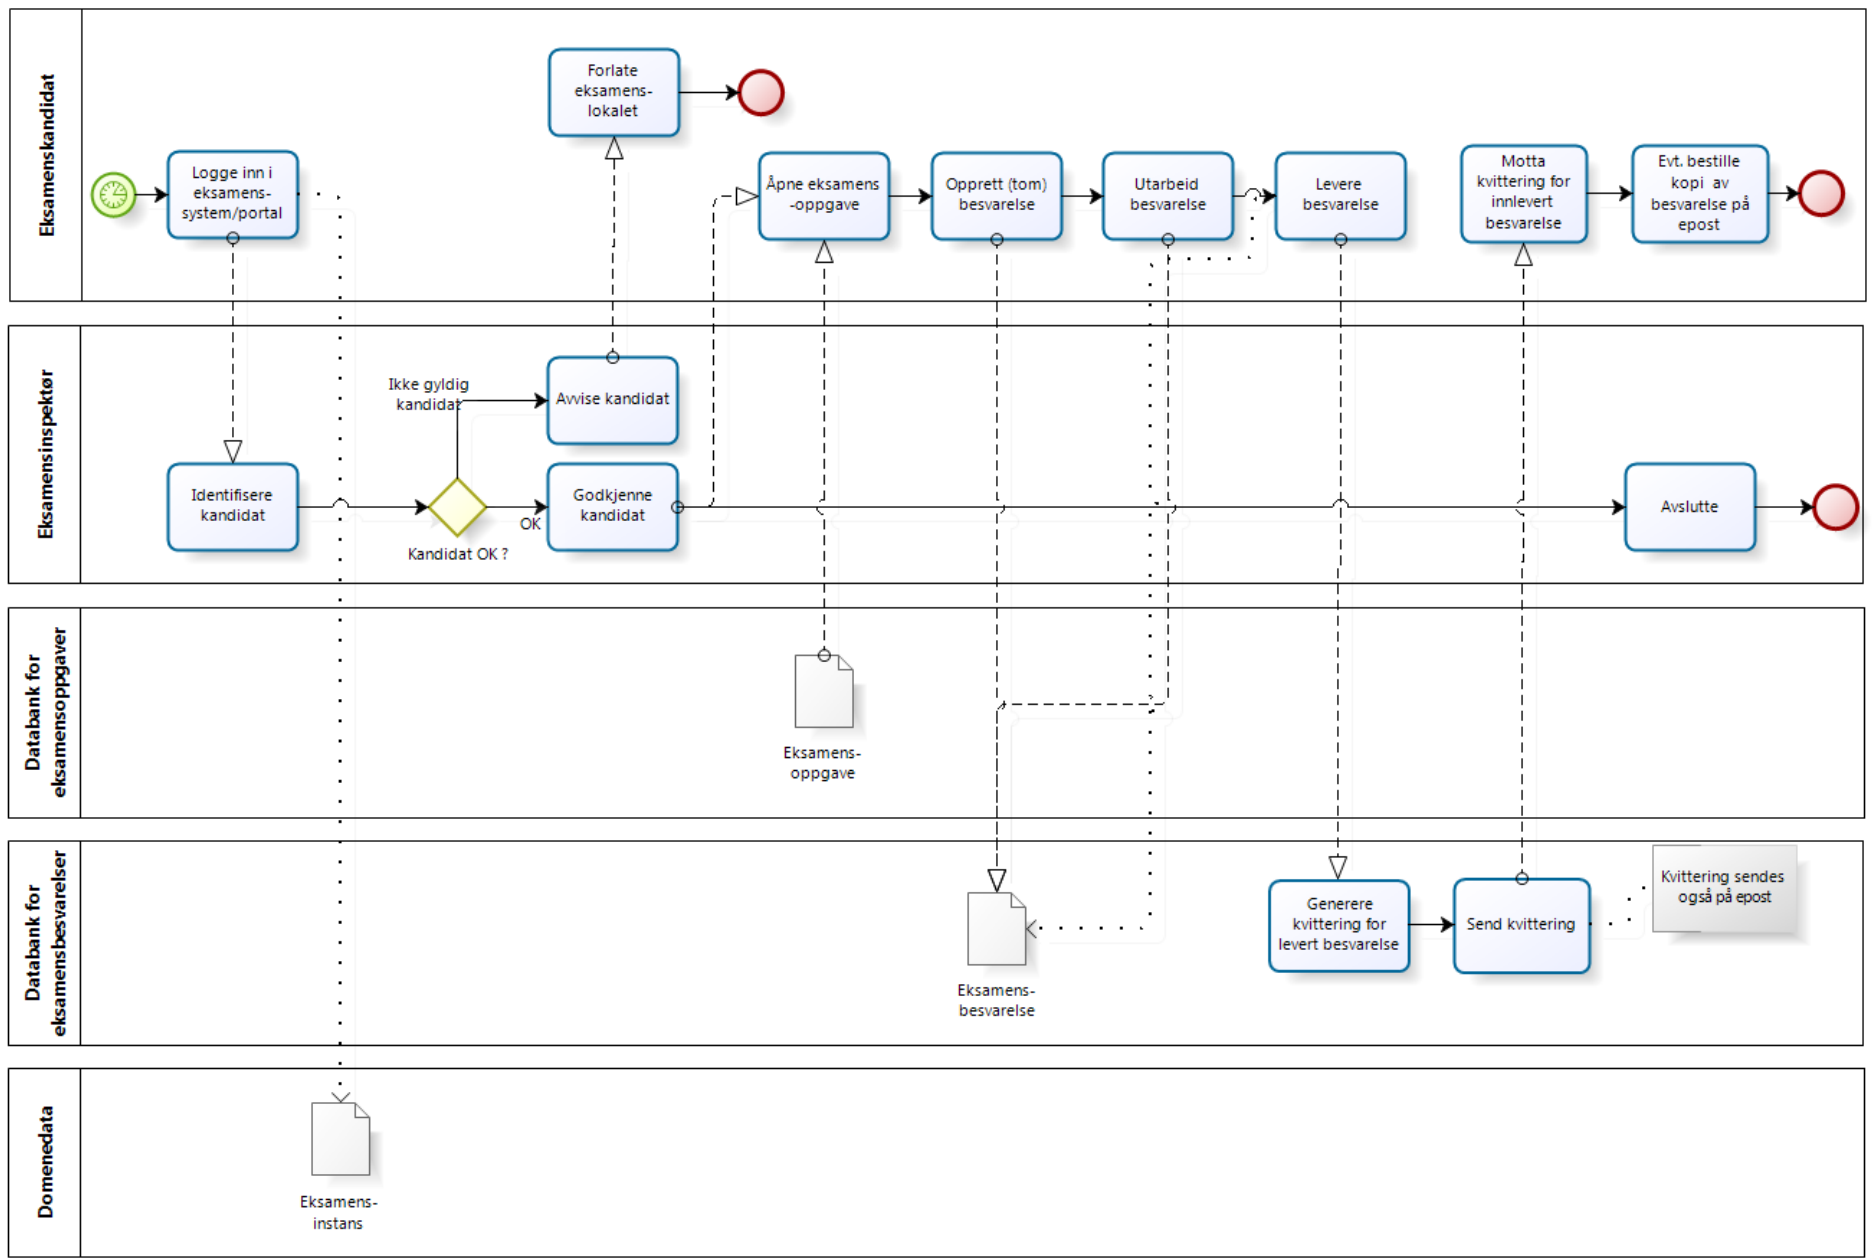 Eksamenskandidat
Forlate
eksamens-
lokalet
Logge inn i
eksamens-
system/portal
Åpne eksamens
-oppgave
Opprett (tom)
besvarelse
Utarbeid
besvarelse
Levere
besvarelse
Motta
kvittering for
innlevert
besvarelse
Evt. bestille
kopi av
besvarelse på
epost
Eksamensinspektør
Ikke gyldig
kandidat
Avvise kandidat
Identifisere
kandidat
Kandidat OK ?
OK
Godkjenne
kandidat
Avslutte
Databank for
eksamensoppgaver
Eksamens-
oppgave
Databank for
eksamensbesvarelser
Eksamens-
besvarelse
Generere
kvittering for
levert besvarelse
Send kvittering
Kvittering sendes
også på epost
Domenedata
Eksamens-
instans